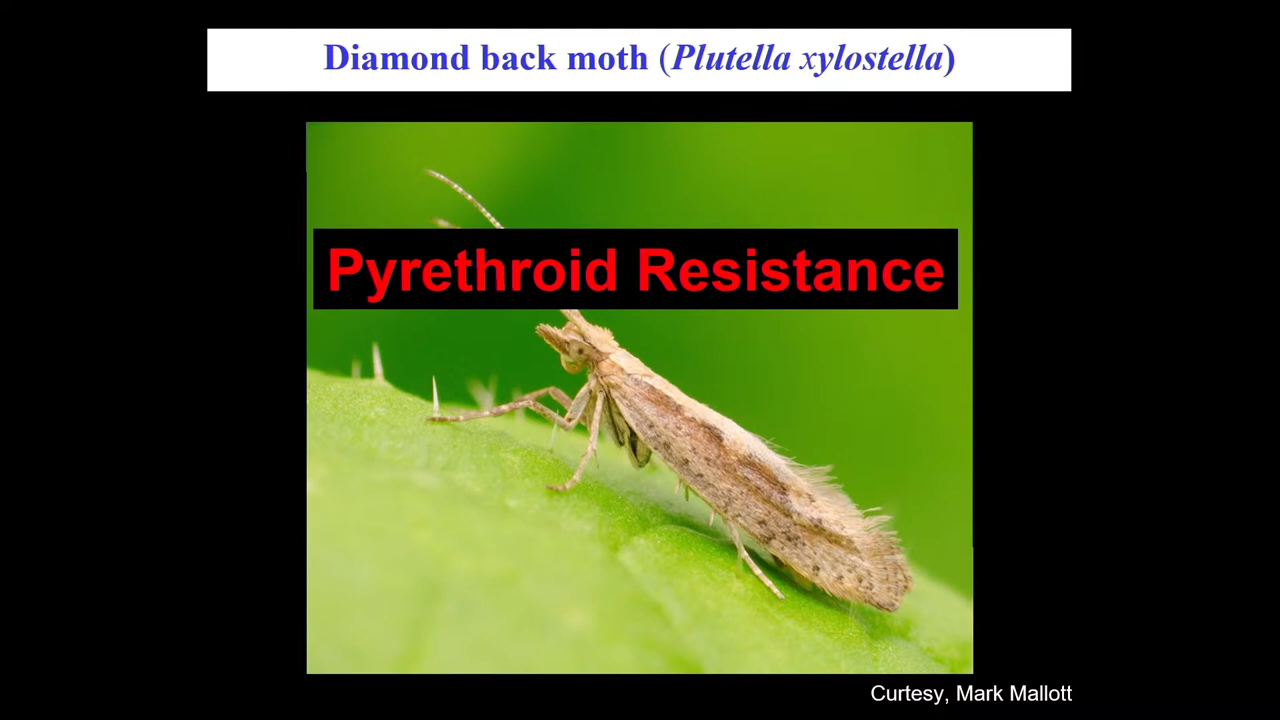 Diamond back moth (Plutella xylostella)
Pyrethroid Resistance
Curtesy, Mark Mallott